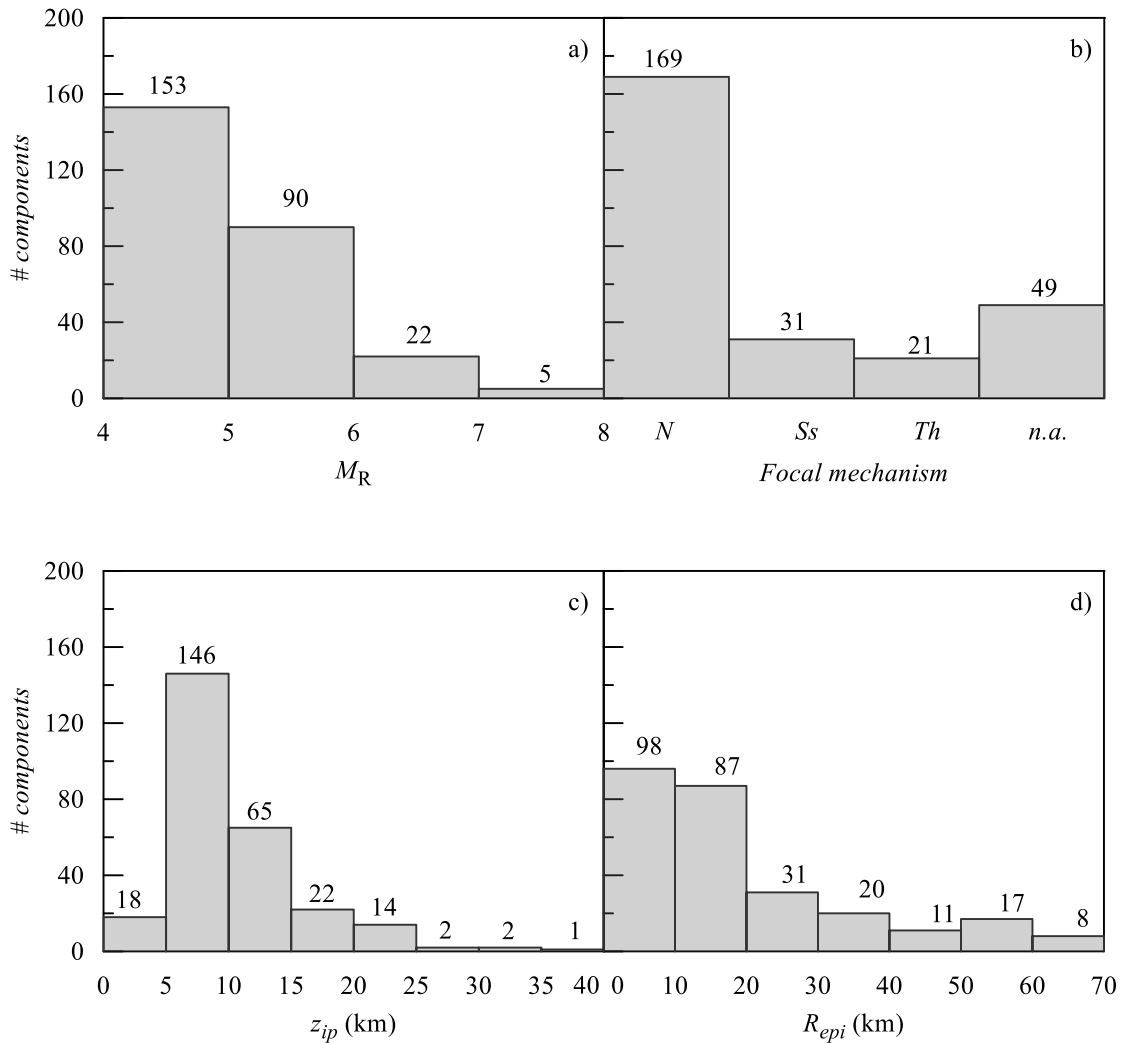 200
160
120
80
40
0
# components
a)
153
90
22
5
4 5 6 7 8
M_R
b)
169
31
21
49
N Ss Th n.a.
Focal mechanism
200
160
120
80
40
0
# components
c)
18
146
65
22
14
2
2
1
0 5 10 15 20 25 30 35 40
z_ip (km)
d)
98
87
31
20
11
17
8
0 10 20 30 40 50 60 70
R_epi (km)